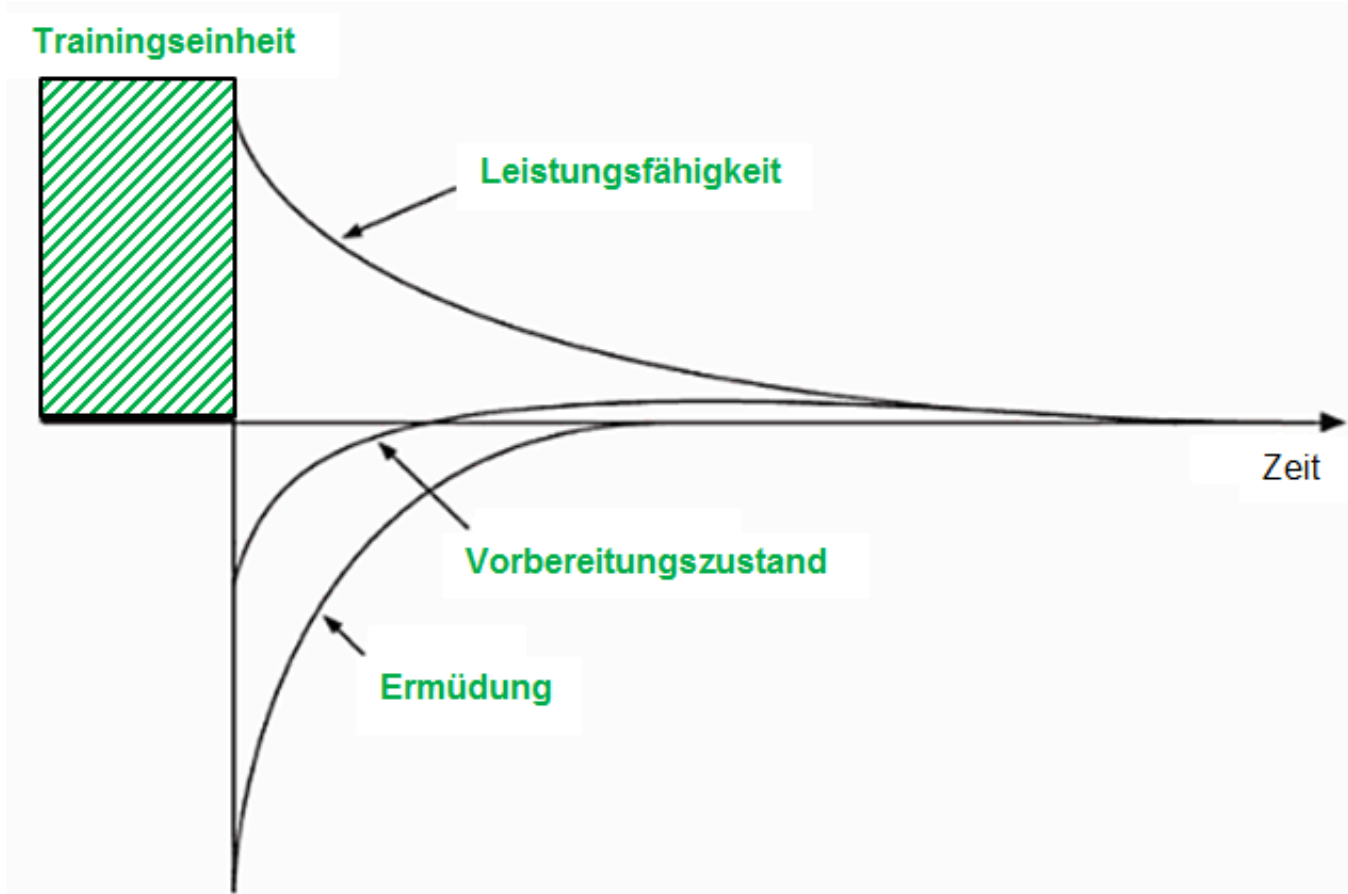 Trainingseinheit
Leistungsfähigkeit
Zeit
Vorbereitungszustand
Ermüdung